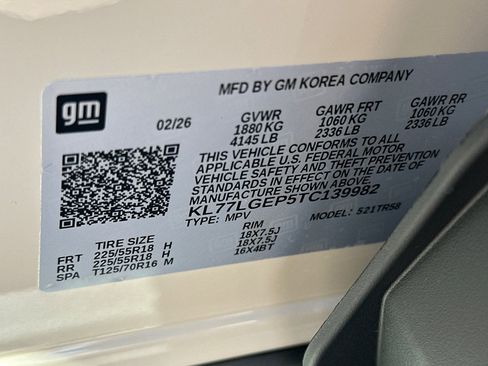 gm
MFD BY GM KOREA COMPANY
02/26 GVWR GAWR FRT GAWR RR
1880 KG 1060 KG 1060 KG
4145 LB 2336 LB 2336 LB
THIS VEHICLE CONFORMS TO ALL
APPLICABLE U.S. FEDERAL MOTOR
VEHICLE SAFETY AND THEFT PREVENTION
STANDARDS IN EFFECT ON THE DATE OF
MANUFACTURE SHOWN ABOVE.
KL77LGEP5TC139982
TYPE: MPV MODEL: 521TR58
TIRE SIZE RIM
FRT 225/55R18 H 18X7.5J
RR 225/55R18 H 18X7.5J
SPA T125/70R16 M 16X4BT